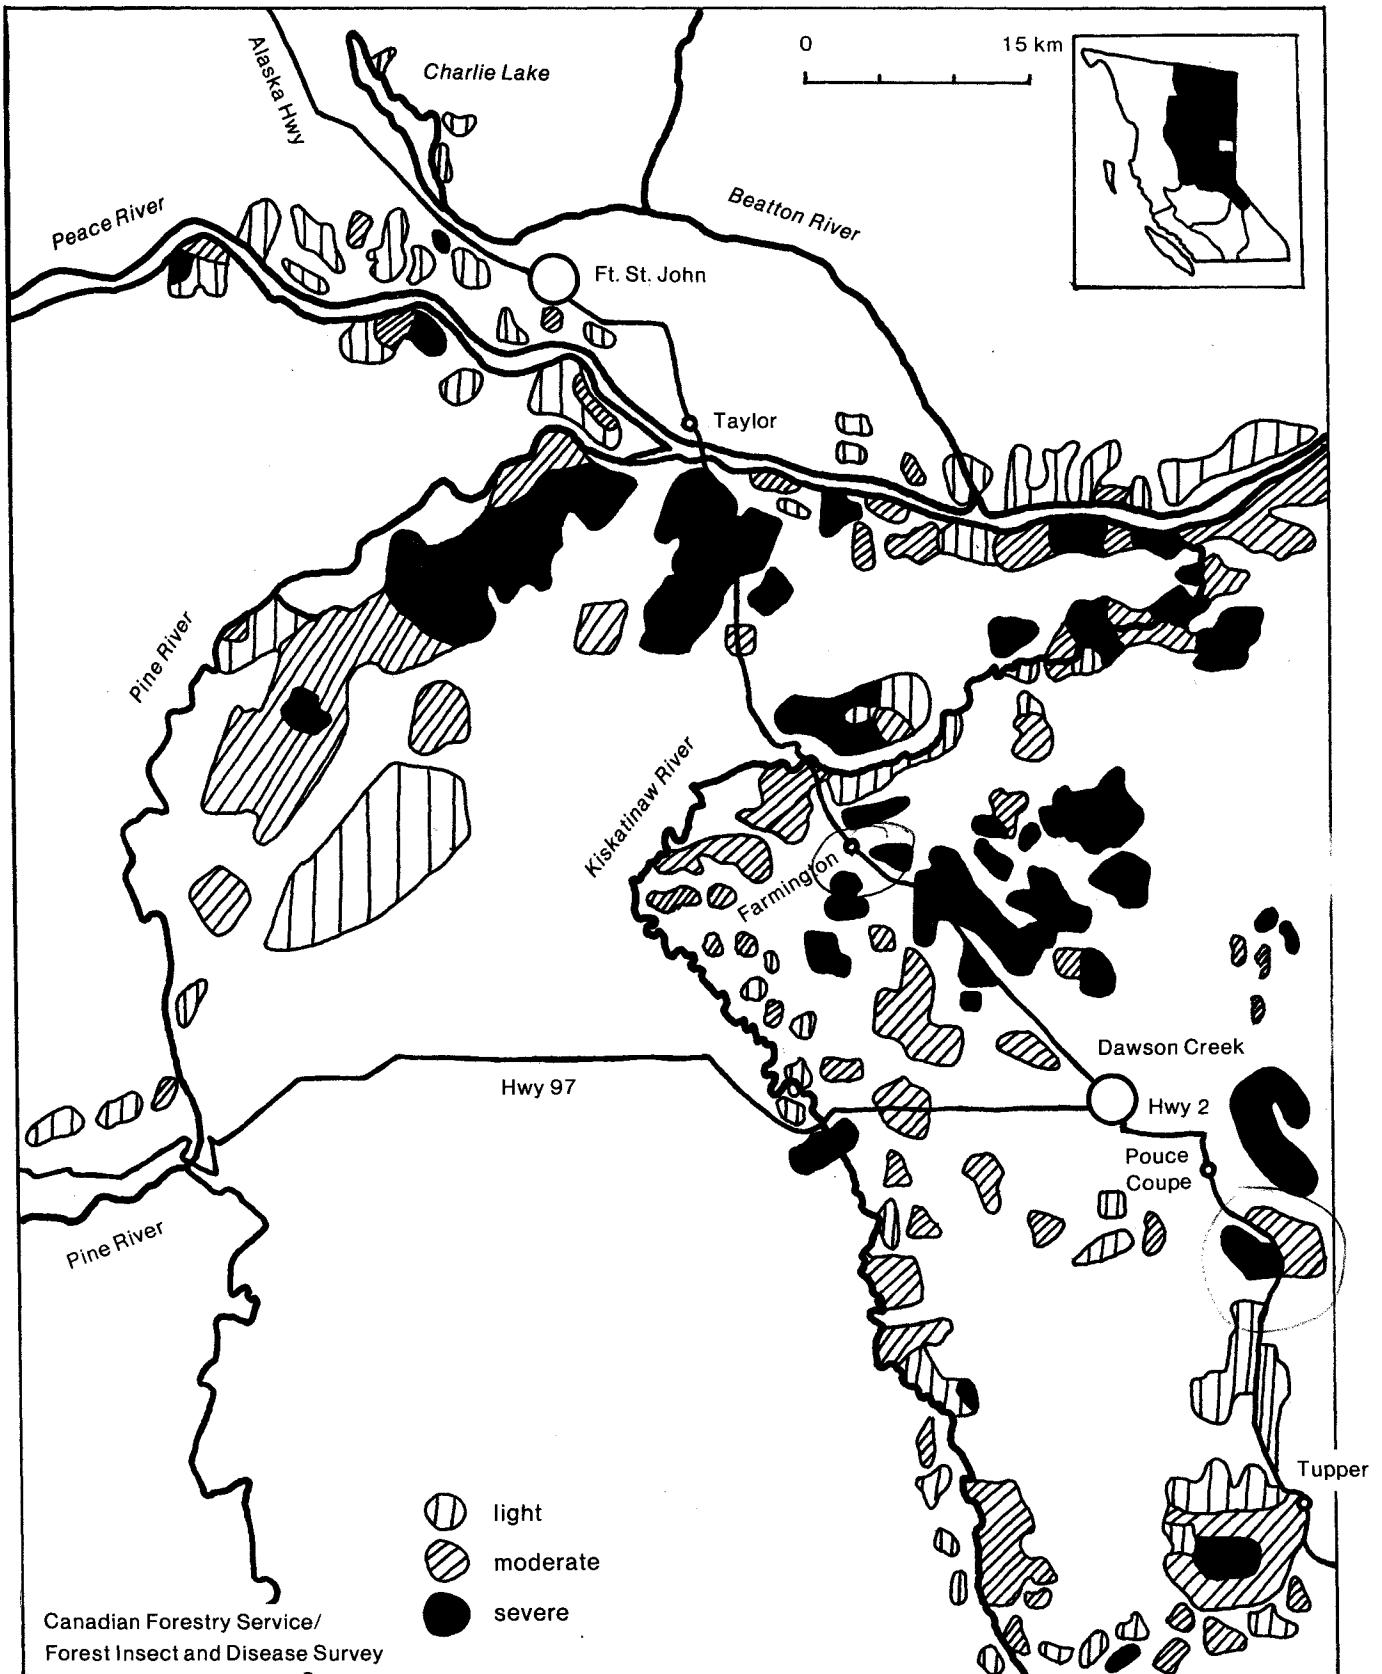 0 15 km
Alaska Hwy
Charlie Lake
Peace River
Beatton River
Ft. St. John
Taylor
Pine River
Kiskatinaw River
Farmington
Dawson Creek
Hwy 97
Hwy 2
Pouce
Coupe
Pine River
Tupper
light
moderate
severe
Canadian Forestry Service/
Forest Insect and Disease Survey